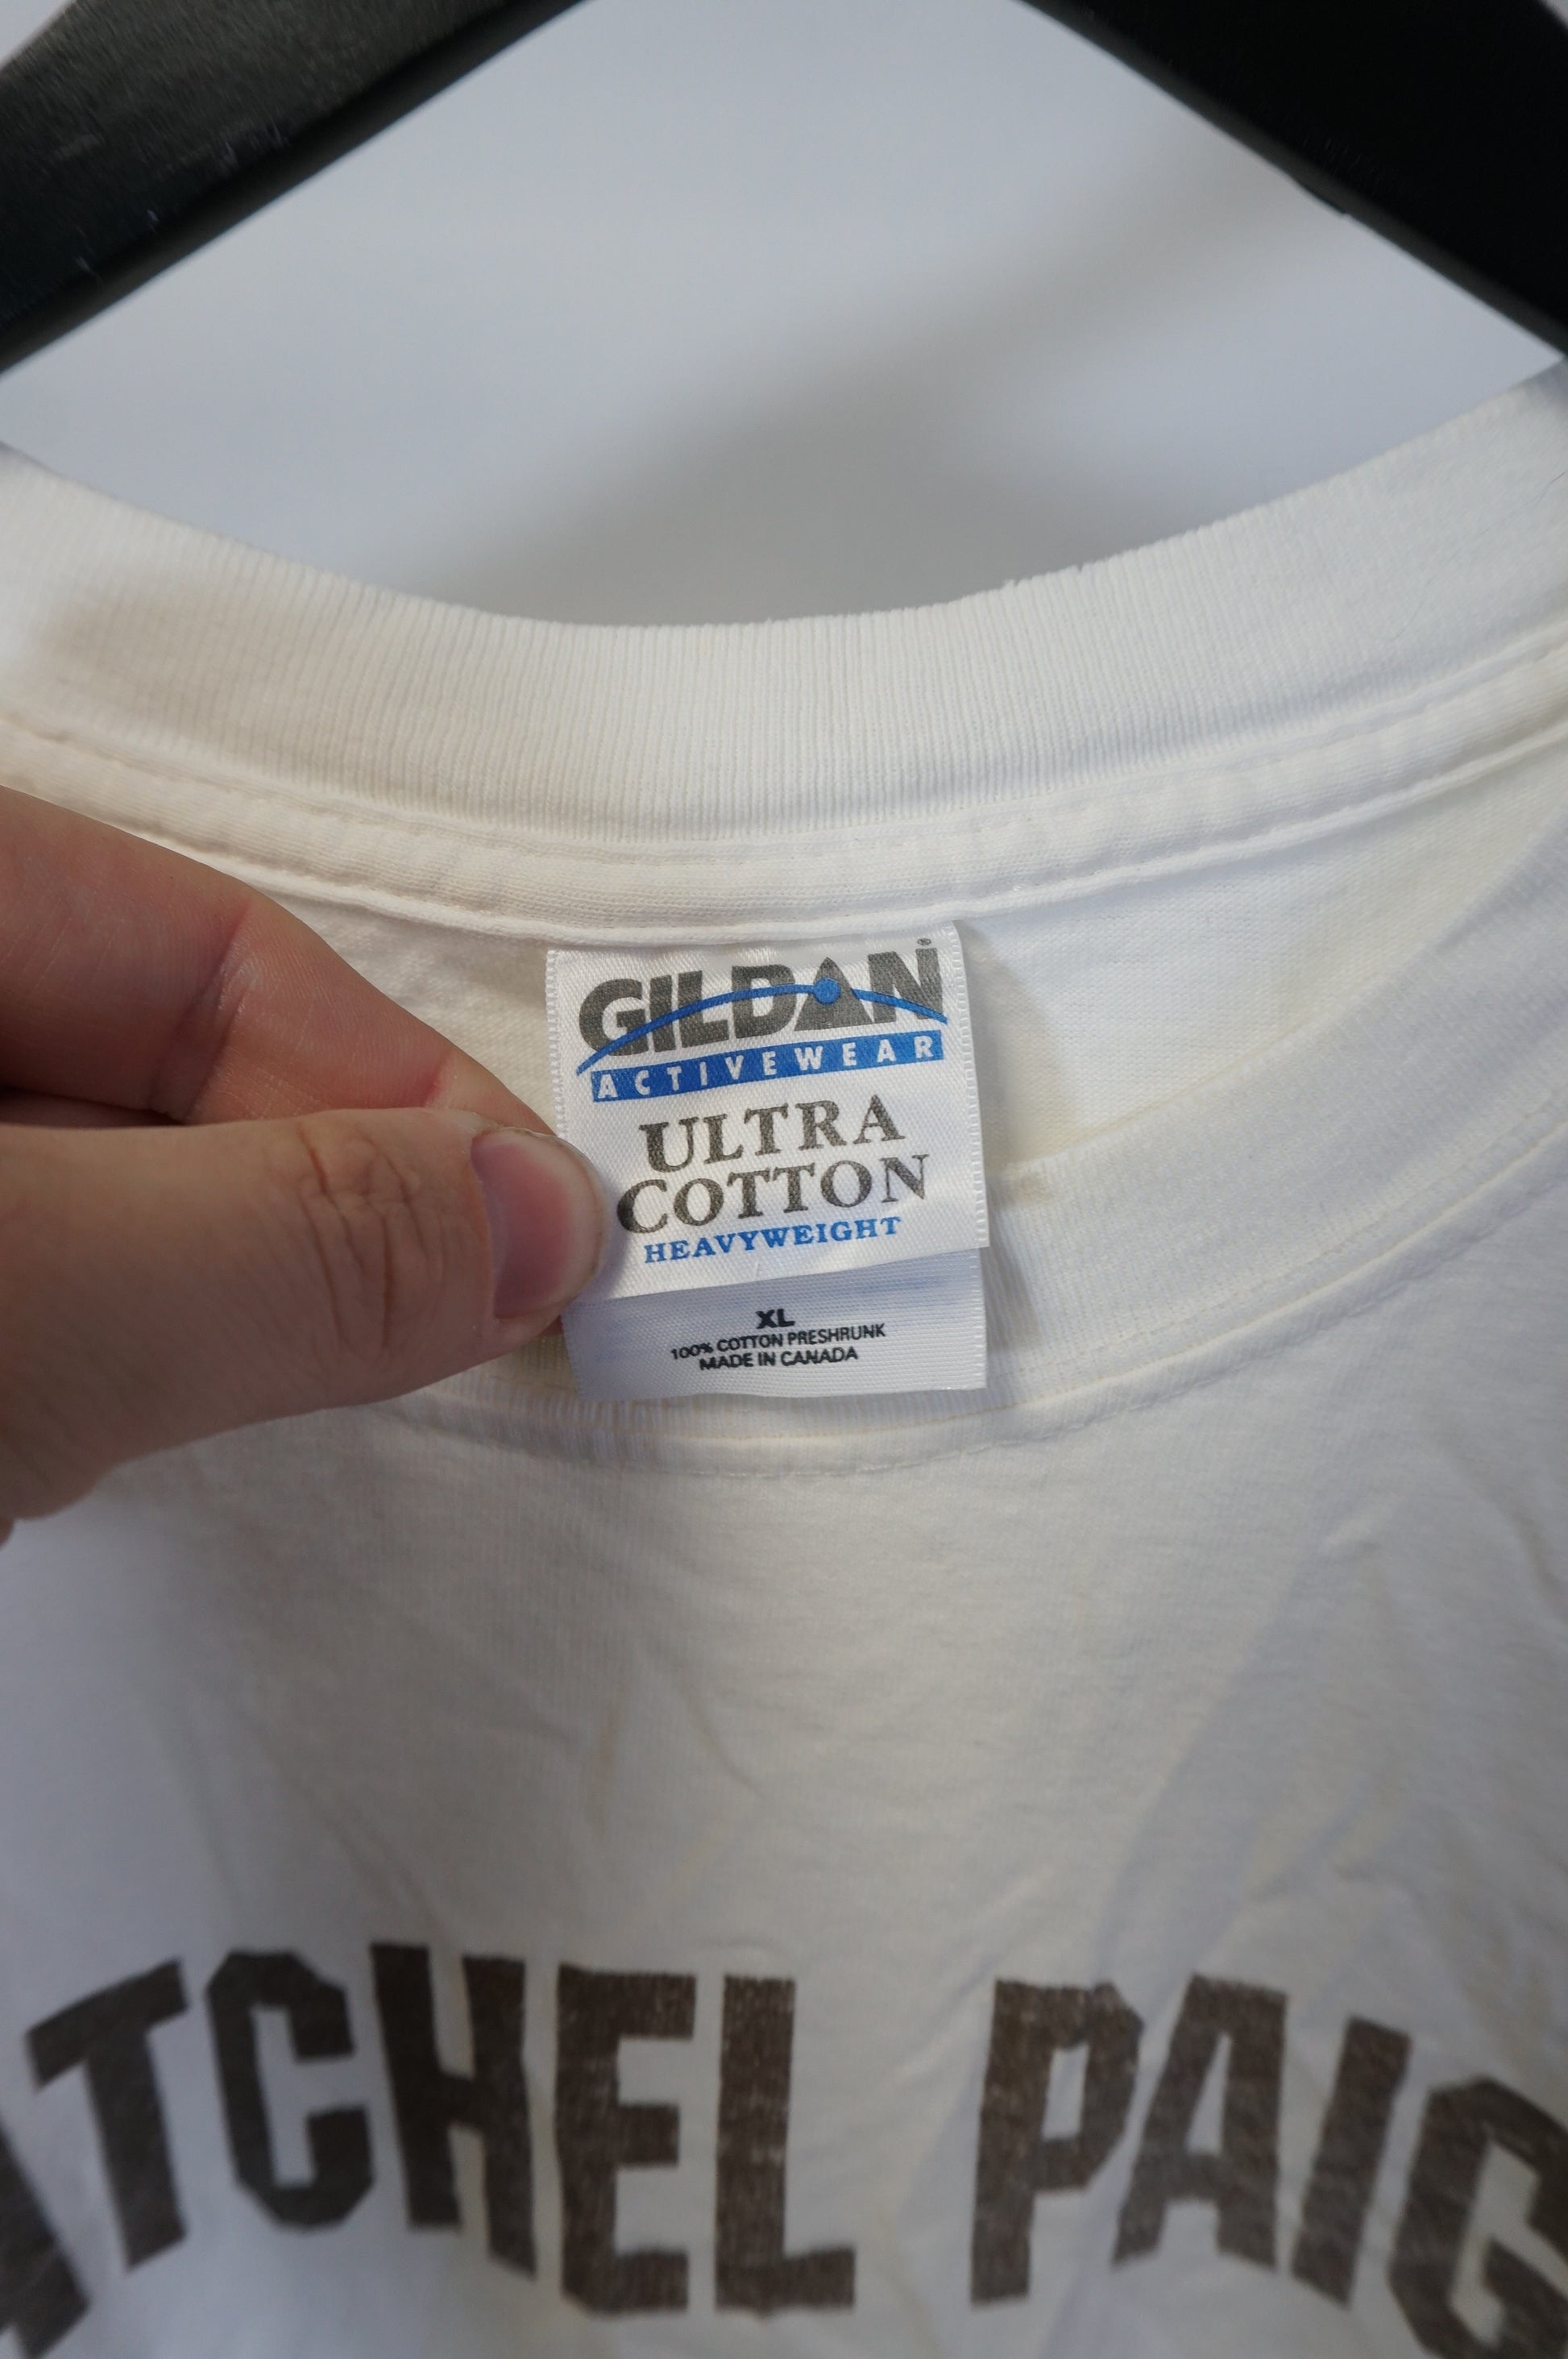 GILDAN®
ACTIVEWEAR
ULTRA
COTTON
HEAVYWEIGHT
XL
100% COTTON PRESHRUNK
MADE IN CANADA
ATCHEL PAIG